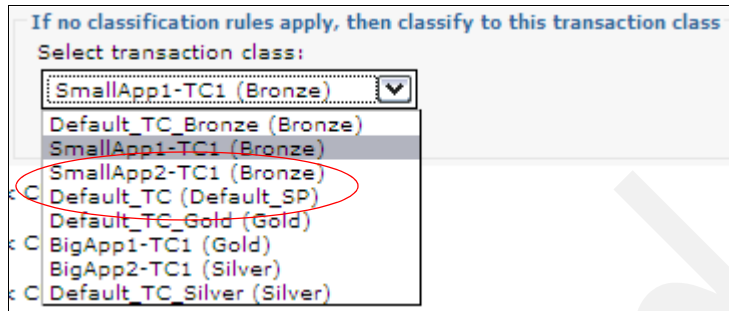 If no classification rules apply, then classify to this transaction class
Select transaction class:
SmallApp1-TC1 (Bronze)
Default_TC_Bronze (Bronze)
SmallApp1-TC1 (Bronze)
SmallApp2-TC1 (Bronze)
C Default_TC (Default_SP)
Default_TC_Gold (Gold)
C BigApp1-TC1 (Gold)
BigApp2-TC1 (Silver)
C Default_TC_Silver (Silver)